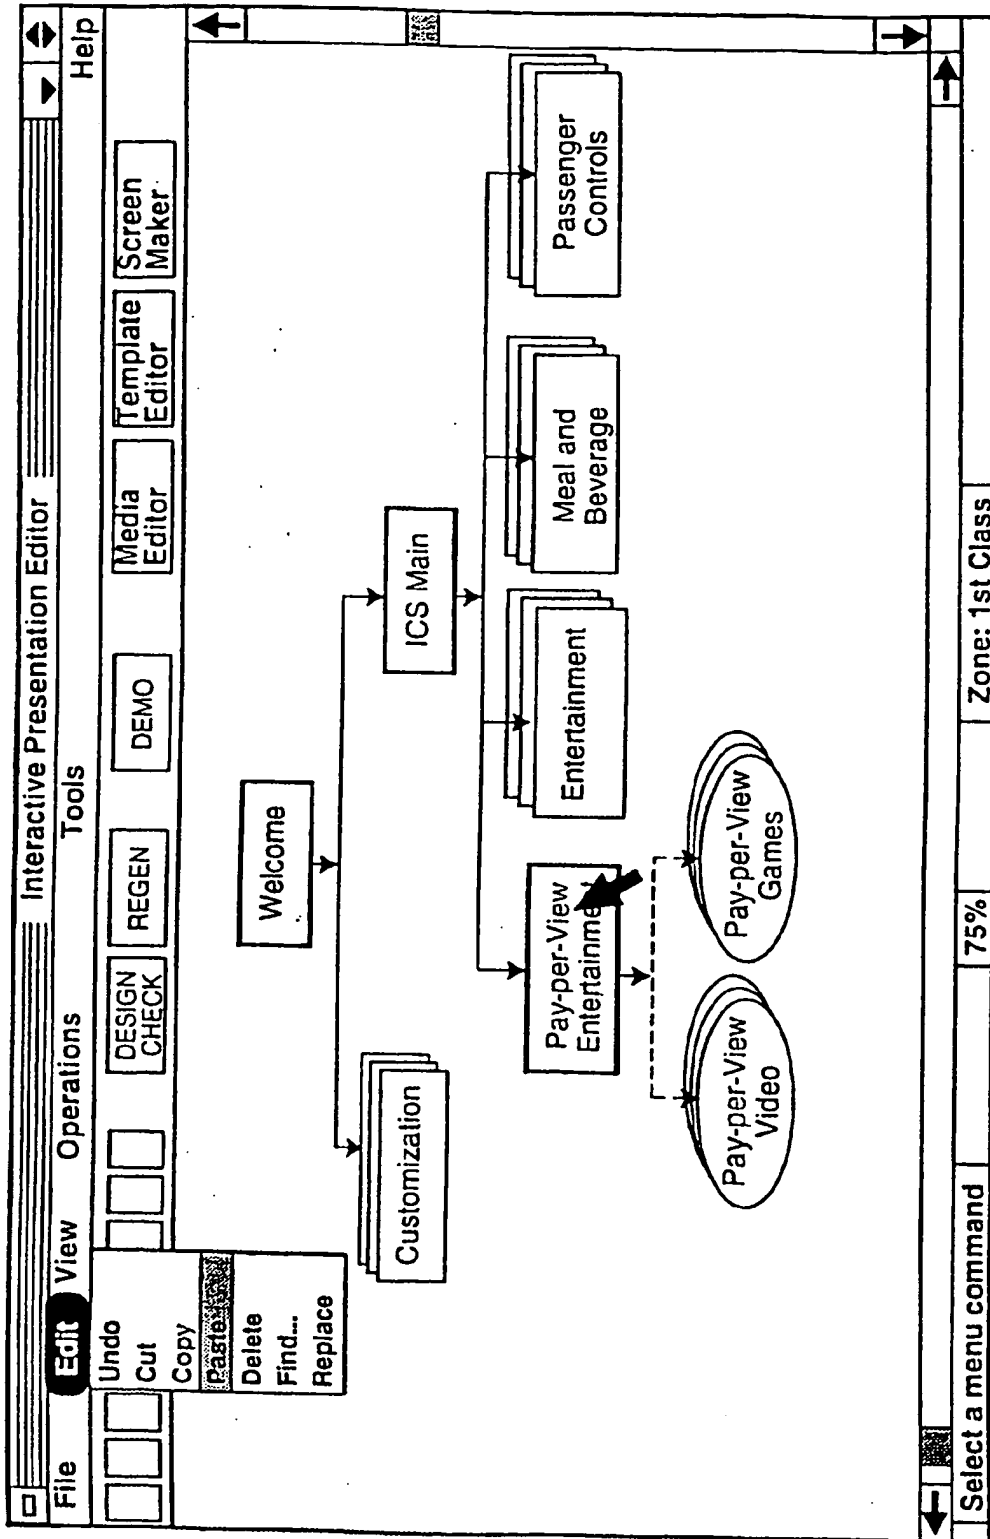 Interactive Presentation Editor
File Edit View Operations Tools Help
DESIGN
CHECK
REGEN
DEMO
Media
Editor
Template
Editor
Screen
Maker
Undo
Cut
Copy
Paste
Delete
Find...
Replace
Welcome
Customization
ICS Main
Pay-per-View
Entertainment
Entertainment
Meal and
Beverage
Passenger
Controls
Pay-per-View
Video
Pay-per-View
Games
Select a menu command
75%
Zone: 1st Class